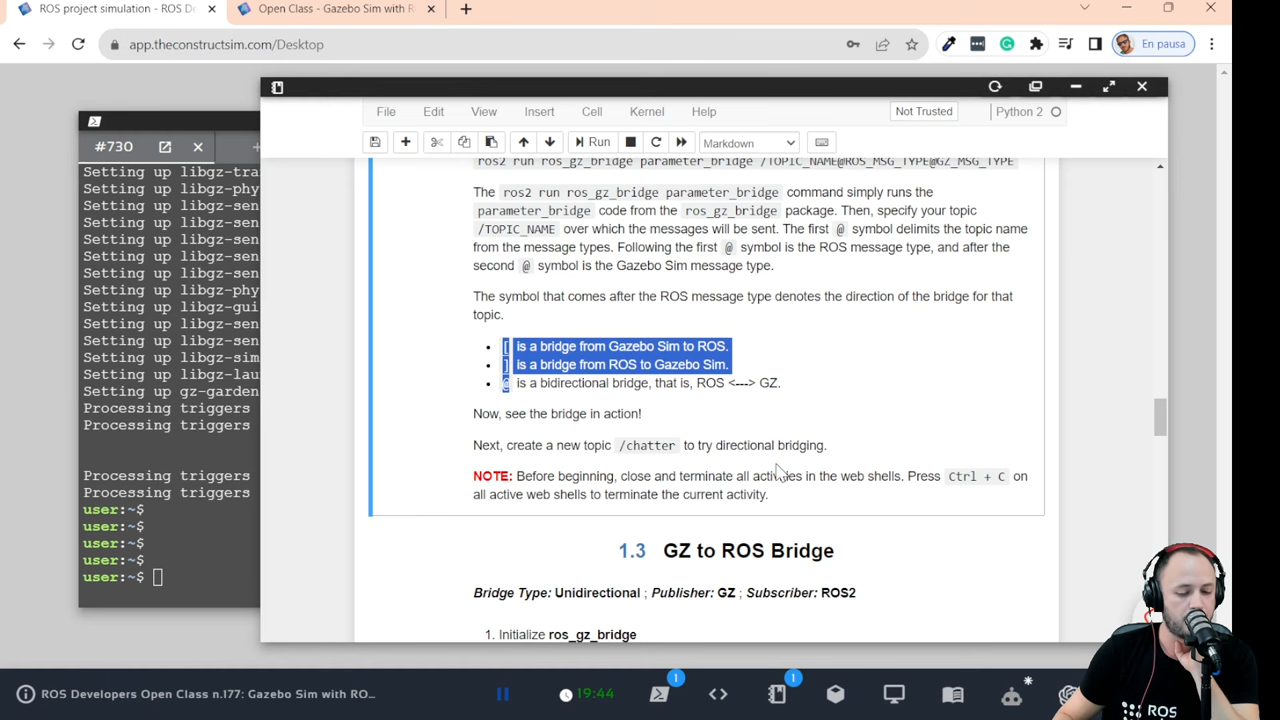 ROS project simulation - ROS De
Open Class - Gazebo Sim with R
app.theconstructsim.com/Desktop
En pausa
File Edit View Insert Cell Kernel Help
Not Trusted
Python 2
Run
Markdown
#730
Setting up libgz-tra
Setting up libgz-phy
Setting up libgz-sen
Setting up libgz-sen
Setting up libgz-sen
Setting up libgz-sen
Setting up libgz-sen
Setting up libgz-phy
Setting up libgz-gui
Setting up libgz-sen
Setting up libgz-sen
Setting up libgz-sim
Setting up libgz-lau
Setting up gz-garden
Processing triggers
Processing triggers
Processing triggers
Processing triggers
user:~$
user:~$
user:~$
user:~$
user:~$
ros2 run ros_gz_bridge parameter_bridge /TOPIC_NAME@ROS_MSG_TYPE@GZ_MSG_TYPE
The ros2 run ros_gz_bridge parameter_bridge command simply runs the
parameter_bridge code from the ros_gz_bridge package. Then, specify your topic
/TOPIC_NAME over which the messages will be sent. The first @ symbol delimits the topic name
from the message types. Following the first @ symbol is the ROS message type, and after the
second @ symbol is the Gazebo Sim message type.
The symbol that comes after the ROS message type denotes the direction of the bridge for that
topic.
• [ is a bridge from Gazebo Sim to ROS.
• ] is a bridge from ROS to Gazebo Sim.
• @ is a bidirectional bridge, that is, ROS <---> GZ.
Now, see the bridge in action!
Next, create a new topic /chatter to try directional bridging.
NOTE: Before beginning, close and terminate all activities in the web shells. Press Ctrl + C on
all active web shells to terminate the current activity.
1.3 GZ to ROS Bridge
Bridge Type: Unidirectional ; Publisher: GZ ; Subscriber: ROS2
1. Initialize ros_gz_bridge
ROS Developers Open Class n.177: Gazebo Sim with RO...
19:44
1
1
ROS